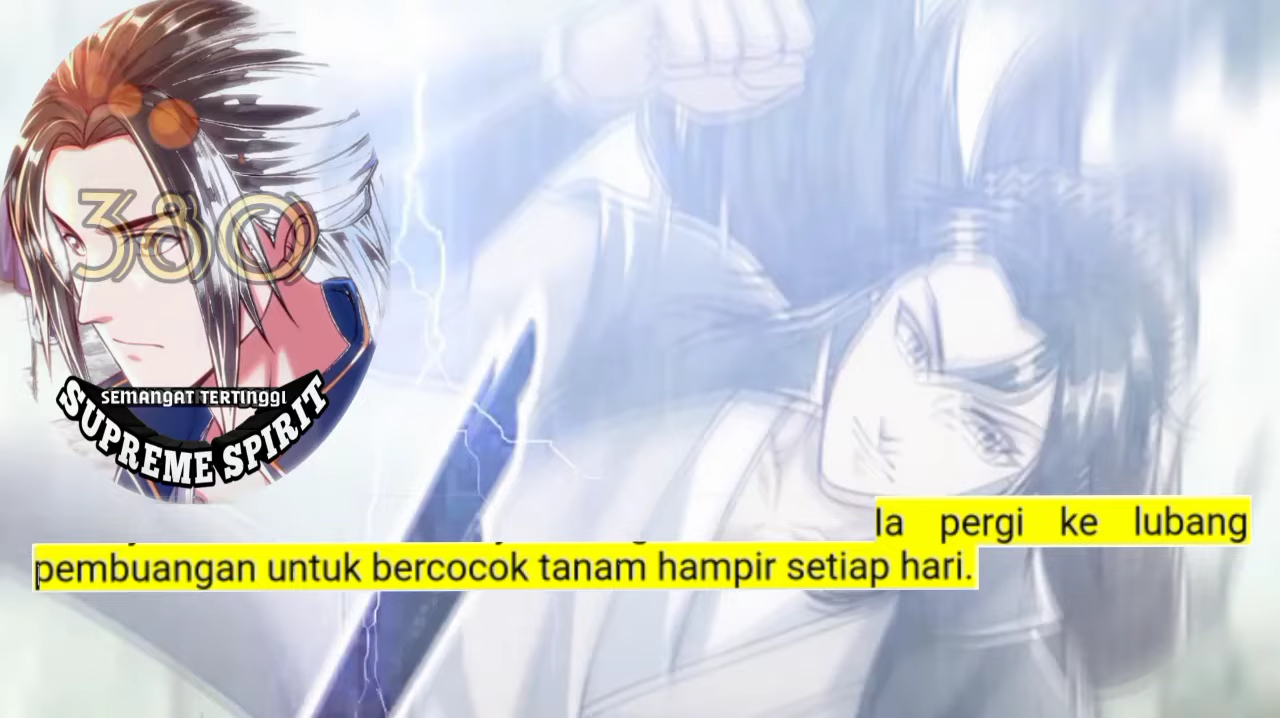 380
SEMANGAT TERTINGGI
SUPREME SPIRIT
Ia pergi ke lubang
pembuangan untuk bercocok tanam hampir setiap hari.